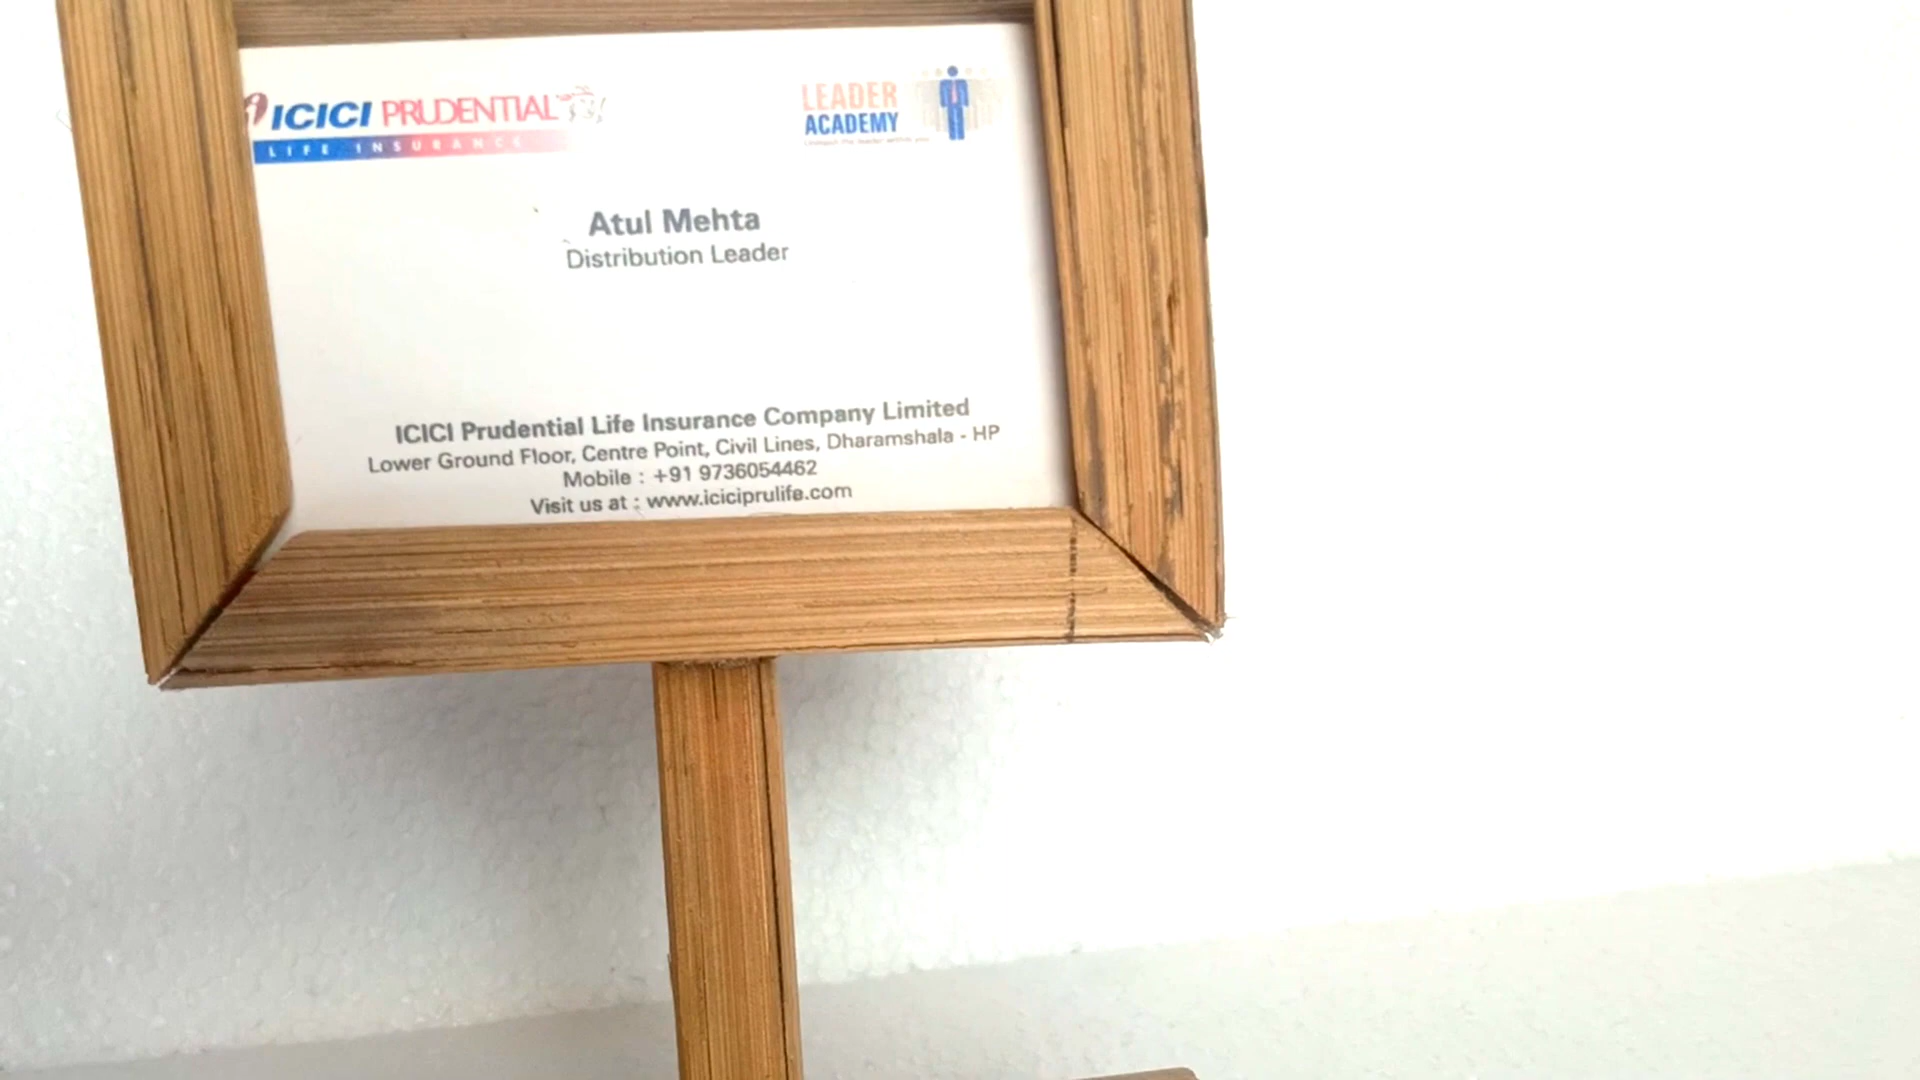 ICICI PRUDENTIAL
LIFE INSURANCE
LEADER
ACADEMY
Atul Mehta
Distribution Leader
ICICI Prudential Life Insurance Company Limited
Lower Ground Floor, Centre Point, Civil Lines, Dharamshala - HP
Mobile : +91 9736054462
Visit us at : www.iciciprulife.com